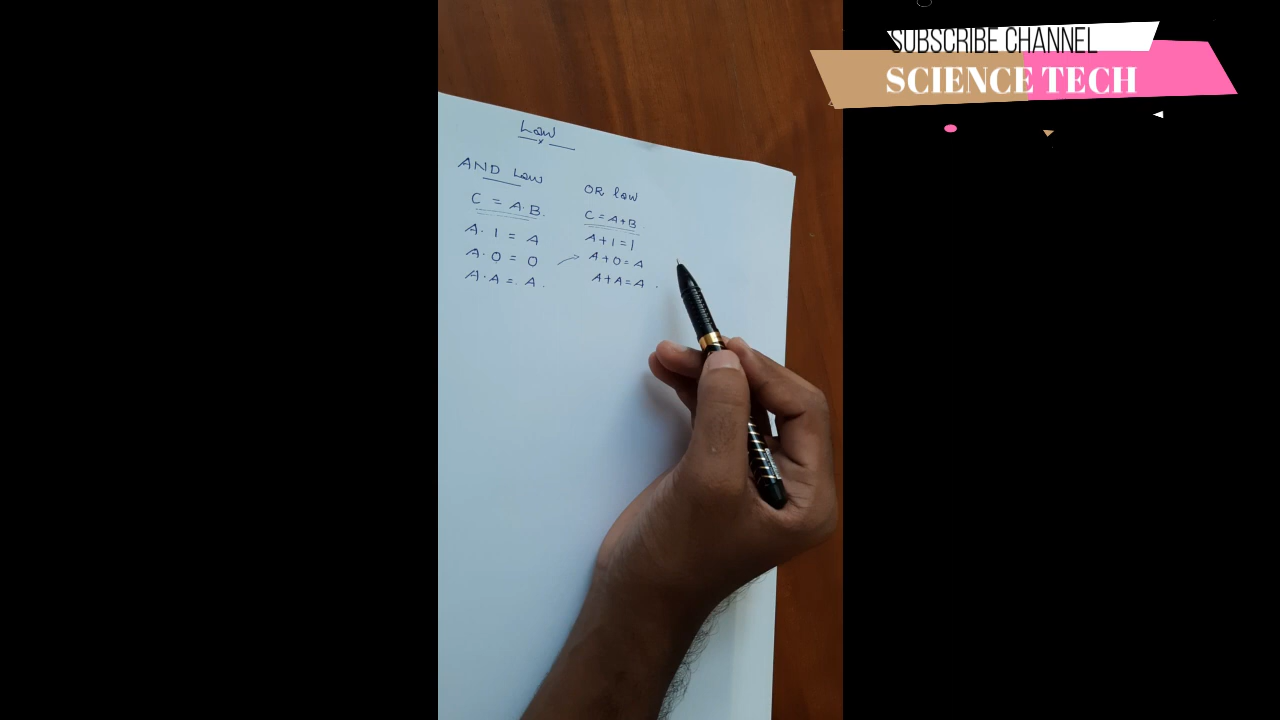 SUBSCRIBE CHANNEL
SCIENCE TECH
Law
AND Law
C = A.B.
A. 1 = A
A. 0 = 0
A.A = A.
OR law
C = A+B
A+1=1
A+0=A
A+A=A.